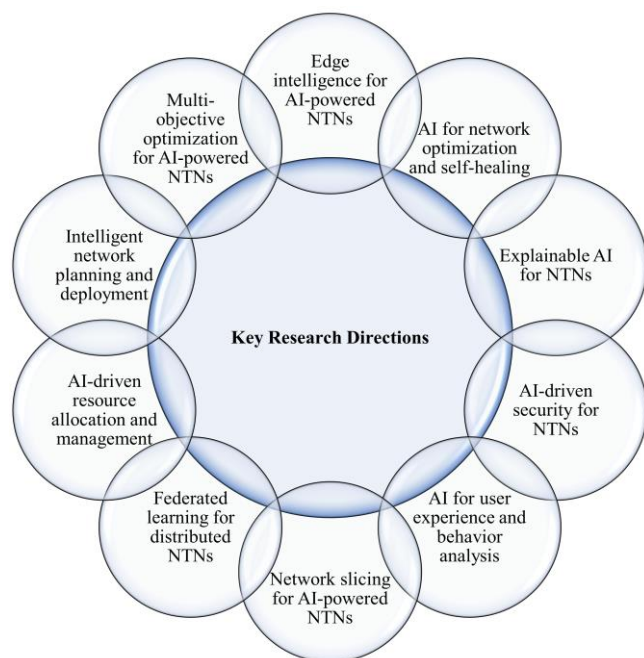 Edge
intelligence for
AI-powered
NTNs
AI for network
optimization
and self-healing
Explainable AI
for NTNs
AI-driven
security for
NTNs
AI for user
experience and
behavior
analysis
Network slicing
for AI-powered
NTNs
Federated
learning for
distributed
NTNs
AI-driven
resource
allocation and
management
Intelligent
network
planning and
deployment
Multi-
objective
optimization
for AI-powered
NTNs
Key Research Directions